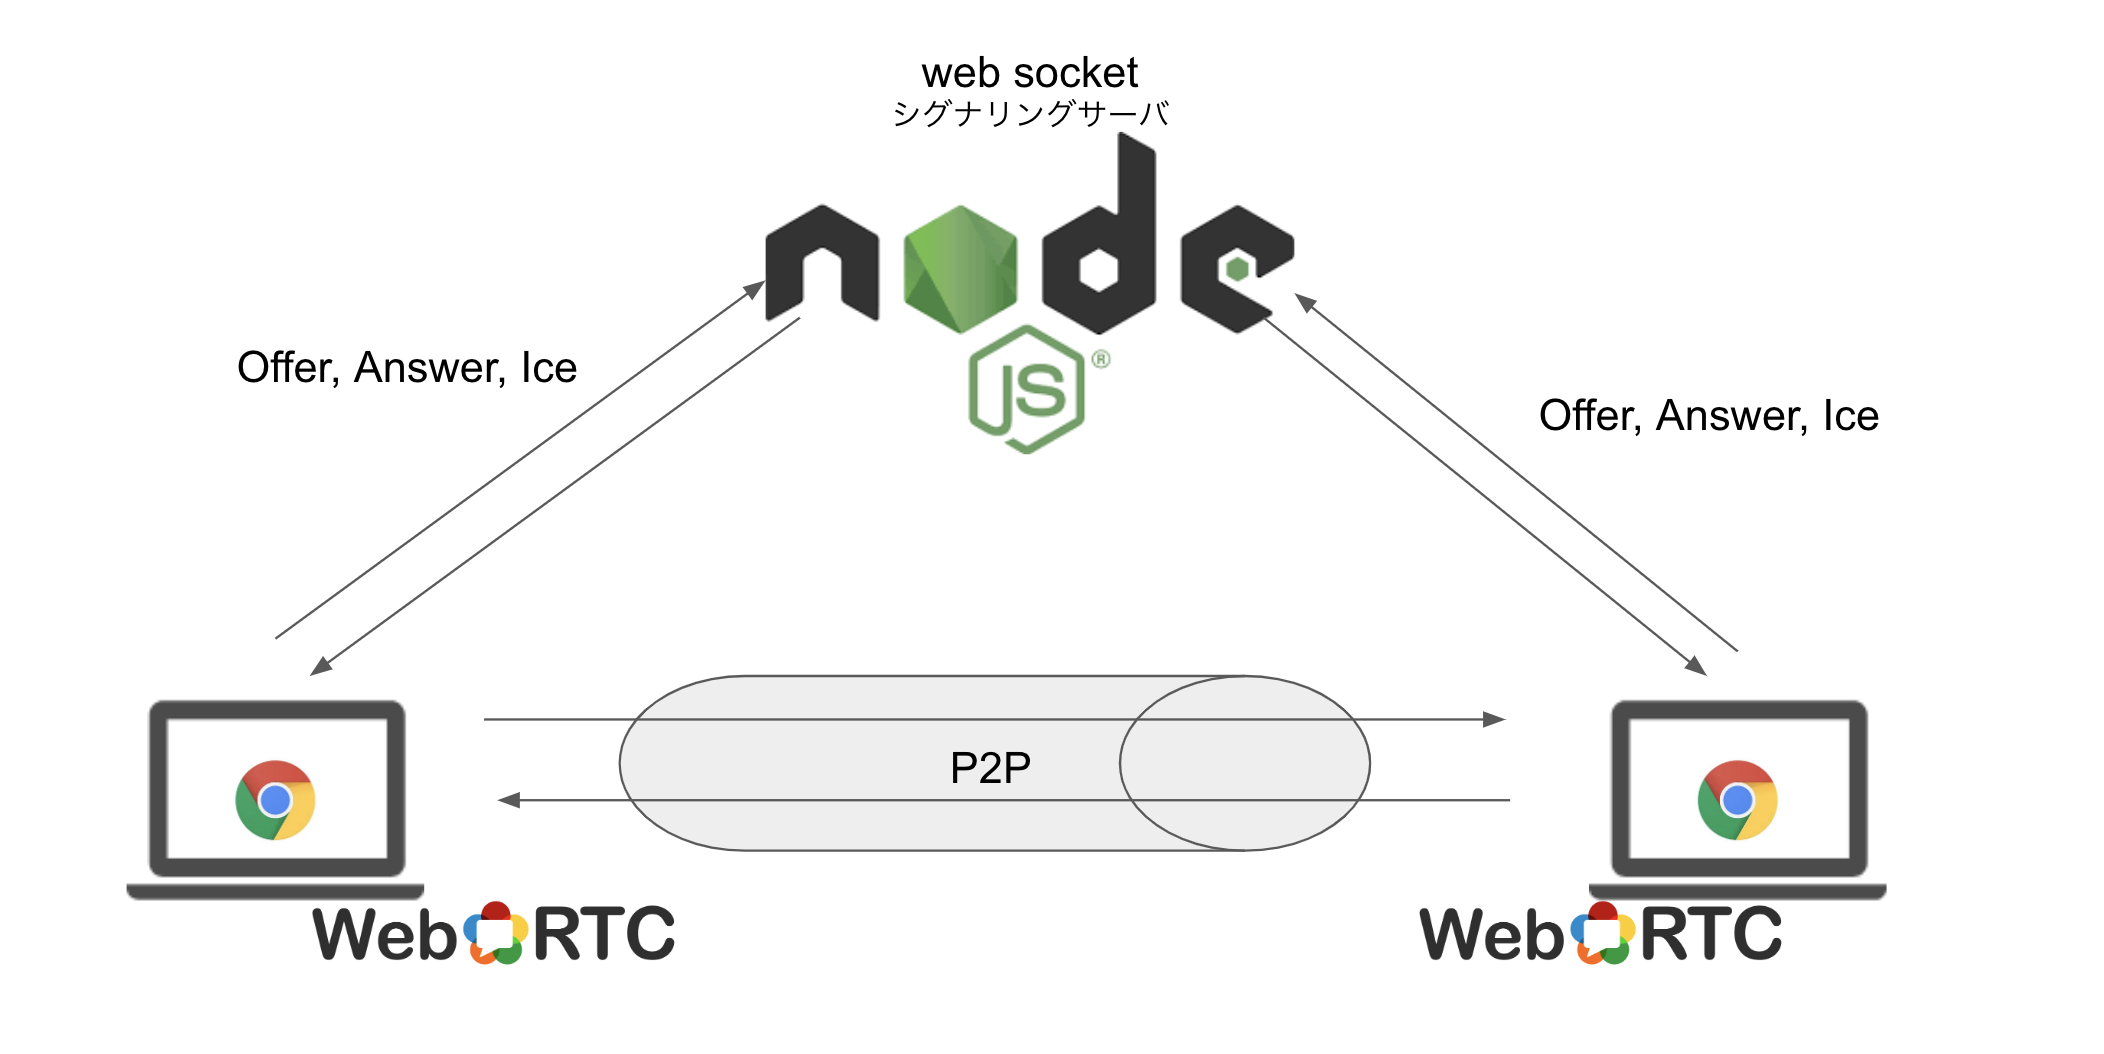 web socket
シグナリングサーバ
node
JS®
Offer, Answer, Ice
Offer, Answer, Ice
P2P
WebRTC
WebRTC